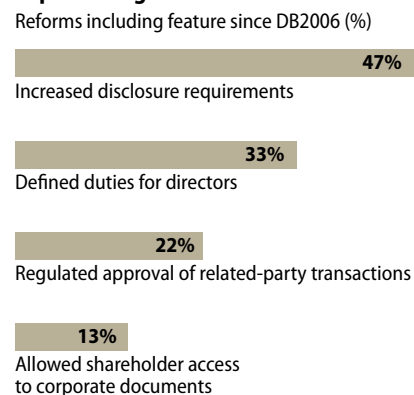 Reforms including feature since DB2006 (%)
47%
Increased disclosure requirements
33%
Defined duties for directors
22%
Regulated approval of related-party transactions
13%
Allowed shareholder access
to corporate documents